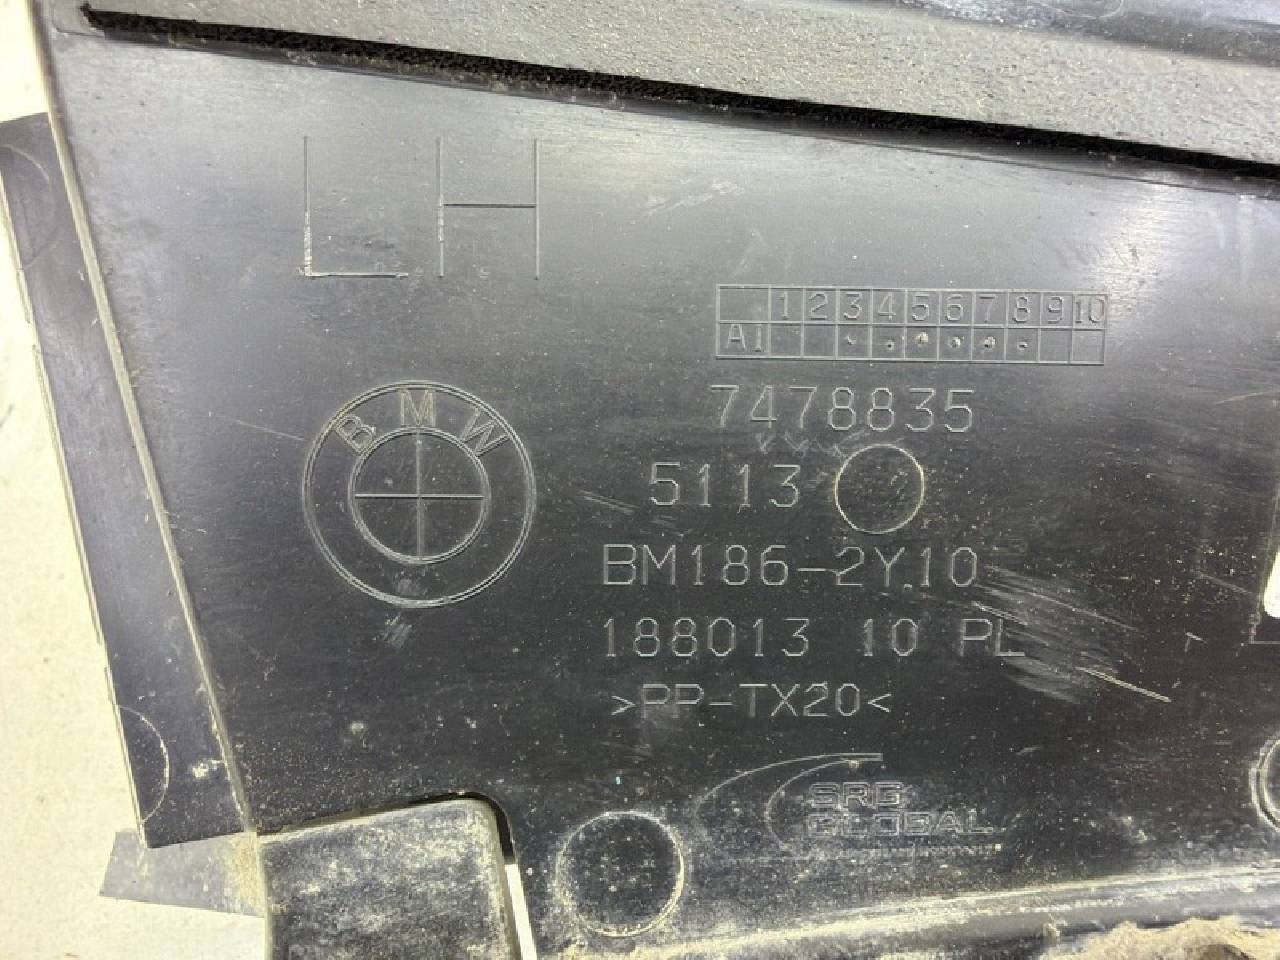 LH
1 2 3 4 5 6 7 8 9 10
A1
7478835
BMW
5113
BM186-2Y10
188013 10 PL
>PP-TX20<
SRG
GLOBAL